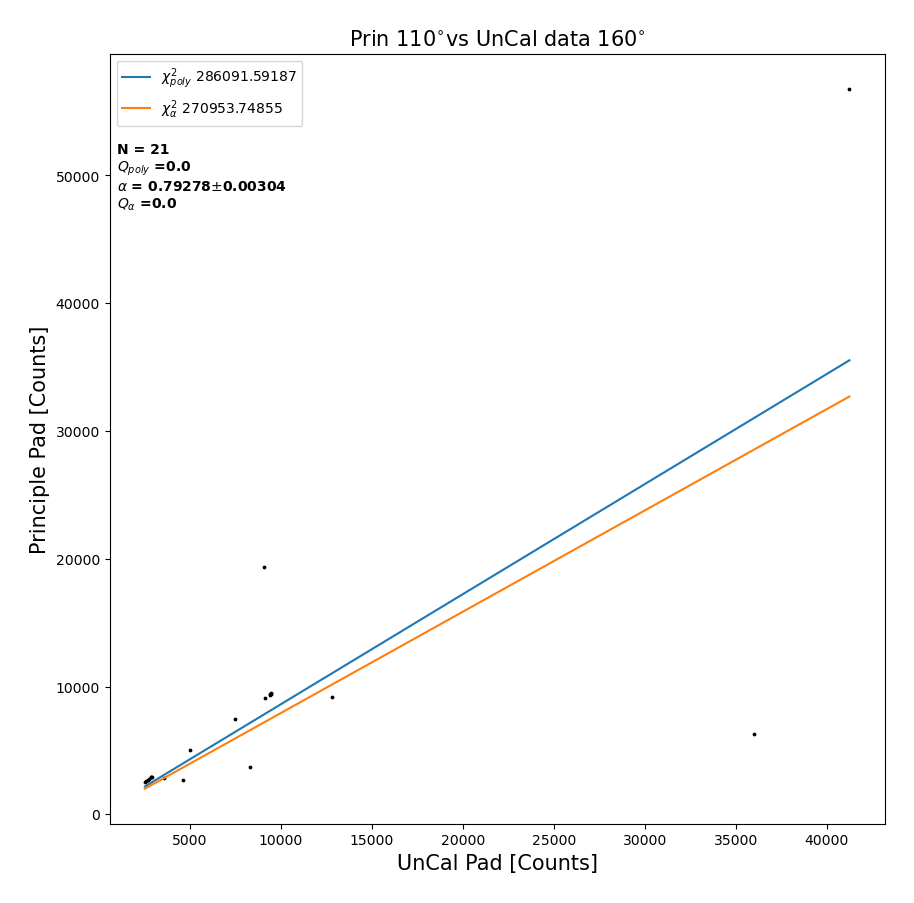 Prin 110°vs UnCal data 160°
χ²poly 286091.59187
χ²α 270953.74855
N = 21
Qpoly =0.0
α = 0.79278±0.00304
Qα =0.0
50000
40000
30000
20000
10000
0
Principle Pad [Counts]
5000 10000 15000 20000 25000 30000 35000 40000
UnCal Pad [Counts]